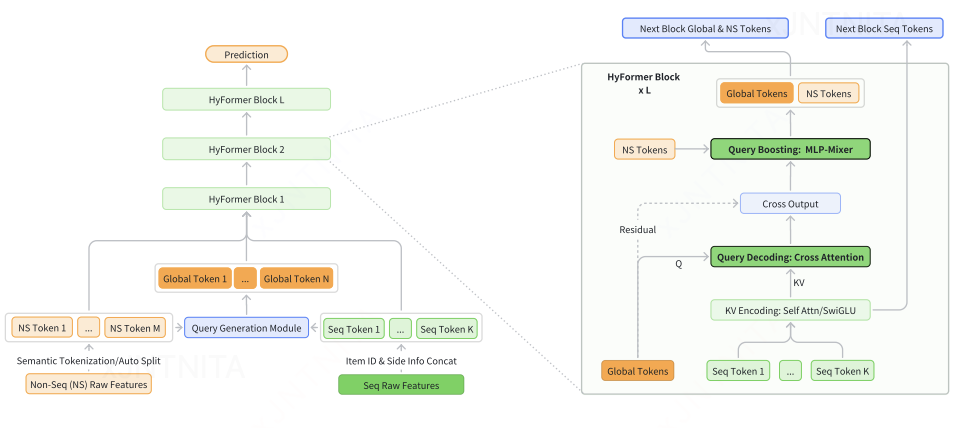 Prediction
HyFormer Block L
HyFormer Block 2
HyFormer Block 1
Global Token 1
...
Global Token N
NS Token 1
...
NS Token M
Query Generation Module
Seq Token 1
...
Seq Token K
Semantic Tokenization/Auto Split
Item ID & Side Info Concat
Non-Seq (NS) Raw Features
Seq Raw Features
Next Block Global & NS Tokens
Next Block Seq Tokens
HyFormer Block
x L
Global Tokens
NS Tokens
NS Tokens
Query Boosting: MLP-Mixer
Cross Output
Residual
Query Decoding: Cross Attention
Q
KV
KV Encoding: Self Attn/SwiGLU
Global Tokens
Seq Token 1
...
Seq Token K